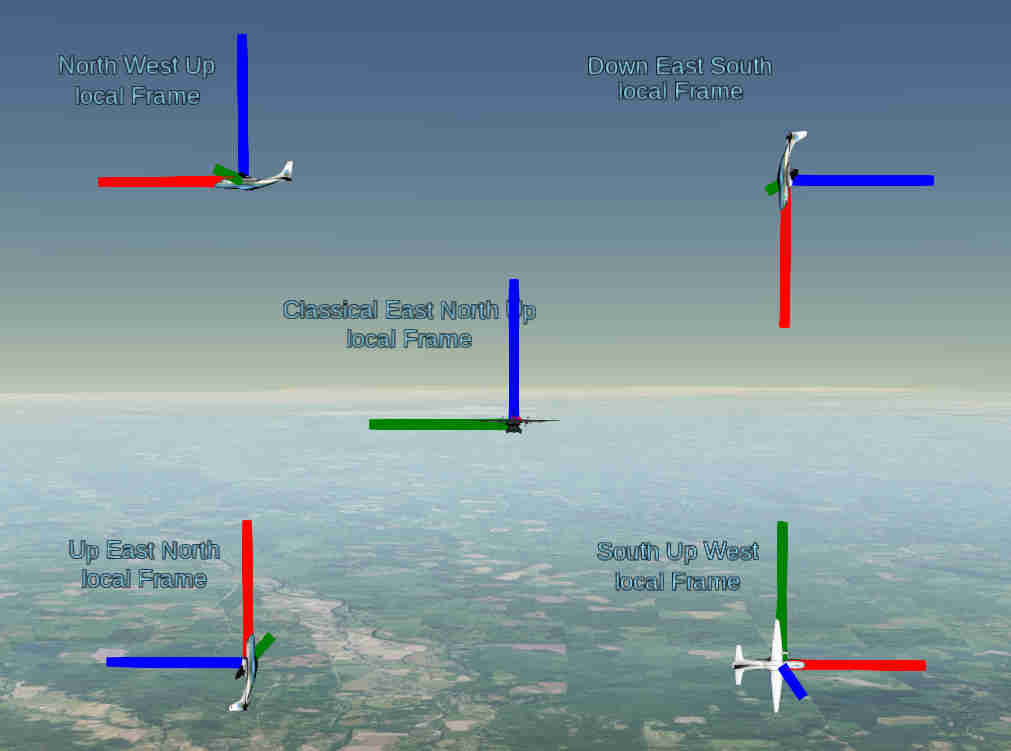 North West Up
local Frame
Down East South
local Frame
Classical East North Up
local Frame
Up East North
local Frame
South Up West
local Frame